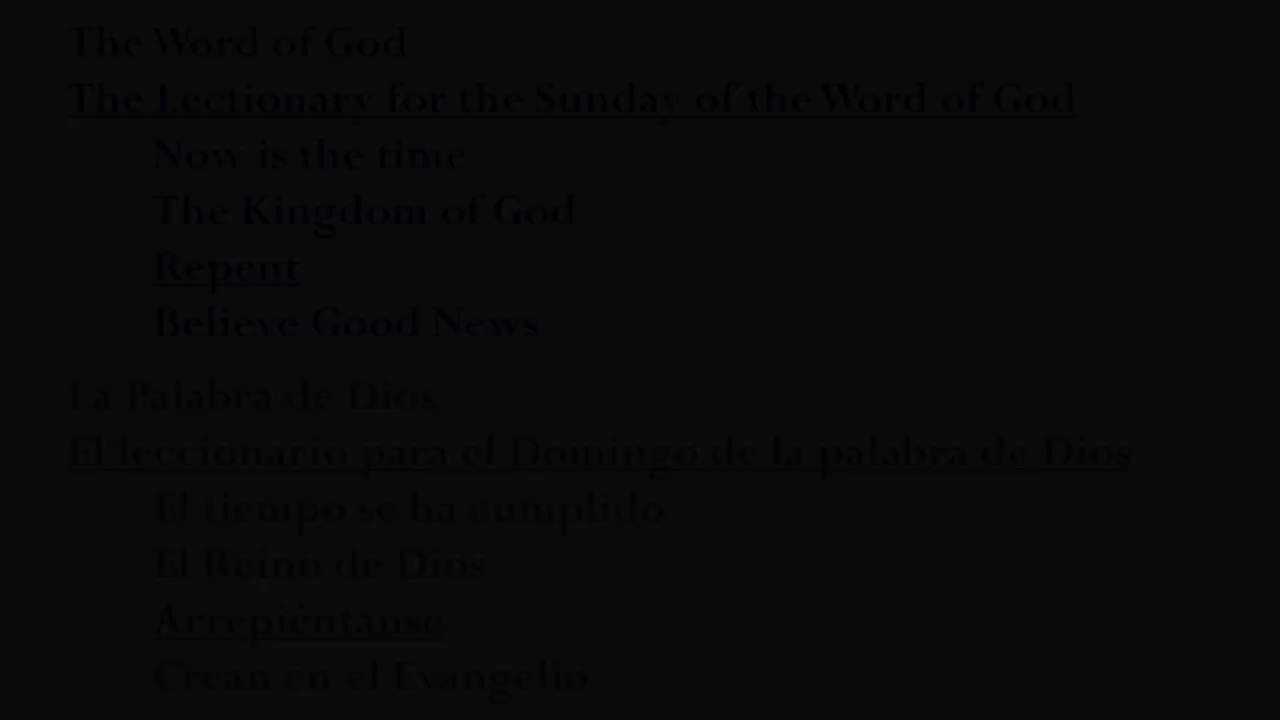 The Word of God
The Lectionary for the Sunday of the Word of God
Now is the time
The Kingdom of God
Repent
Believe Good News
La Palabra de Dios
El leccionario para el Domingo de la palabra de Dios
El tiempo se ha cumplido
El Reino de Dios
Arrepiéntanse
Crean en el Evangelio